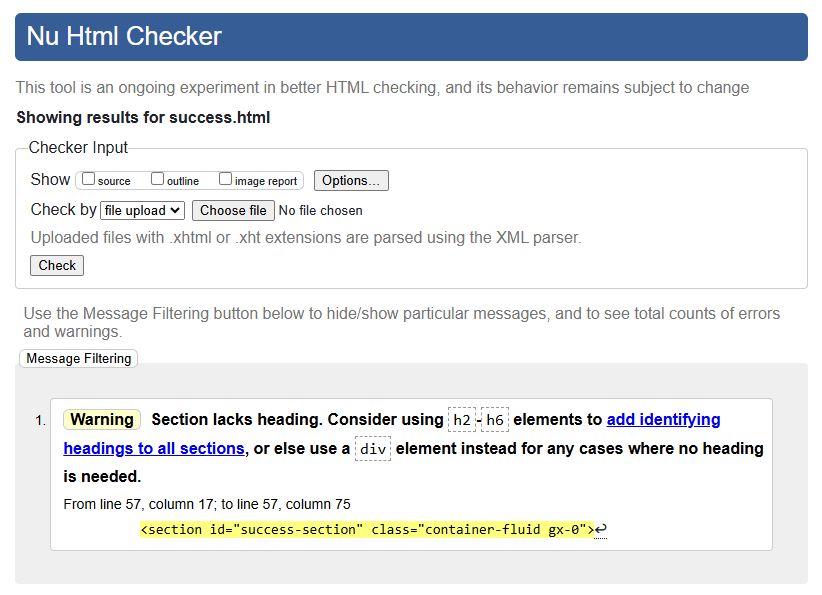 Nu Html Checker
This tool is an ongoing experiment in better HTML checking, and its behavior remains subject to change
Showing results for success.html
Checker Input
Show source outline image report Options...
Check by file upload Choose file No file chosen
Uploaded files with .xhtml or .xht extensions are parsed using the XML parser.
Check
Use the Message Filtering button below to hide/show particular messages, and to see total counts of errors
and warnings.
Message Filtering
1. Warning Section lacks heading. Consider using h2-h6 elements to add identifying
headings to all sections, or else use a div element instead for any cases where no heading
is needed.
From line 57, column 17; to line 57, column 75
<section id="success-section" class="container-fluid gx-0">↩